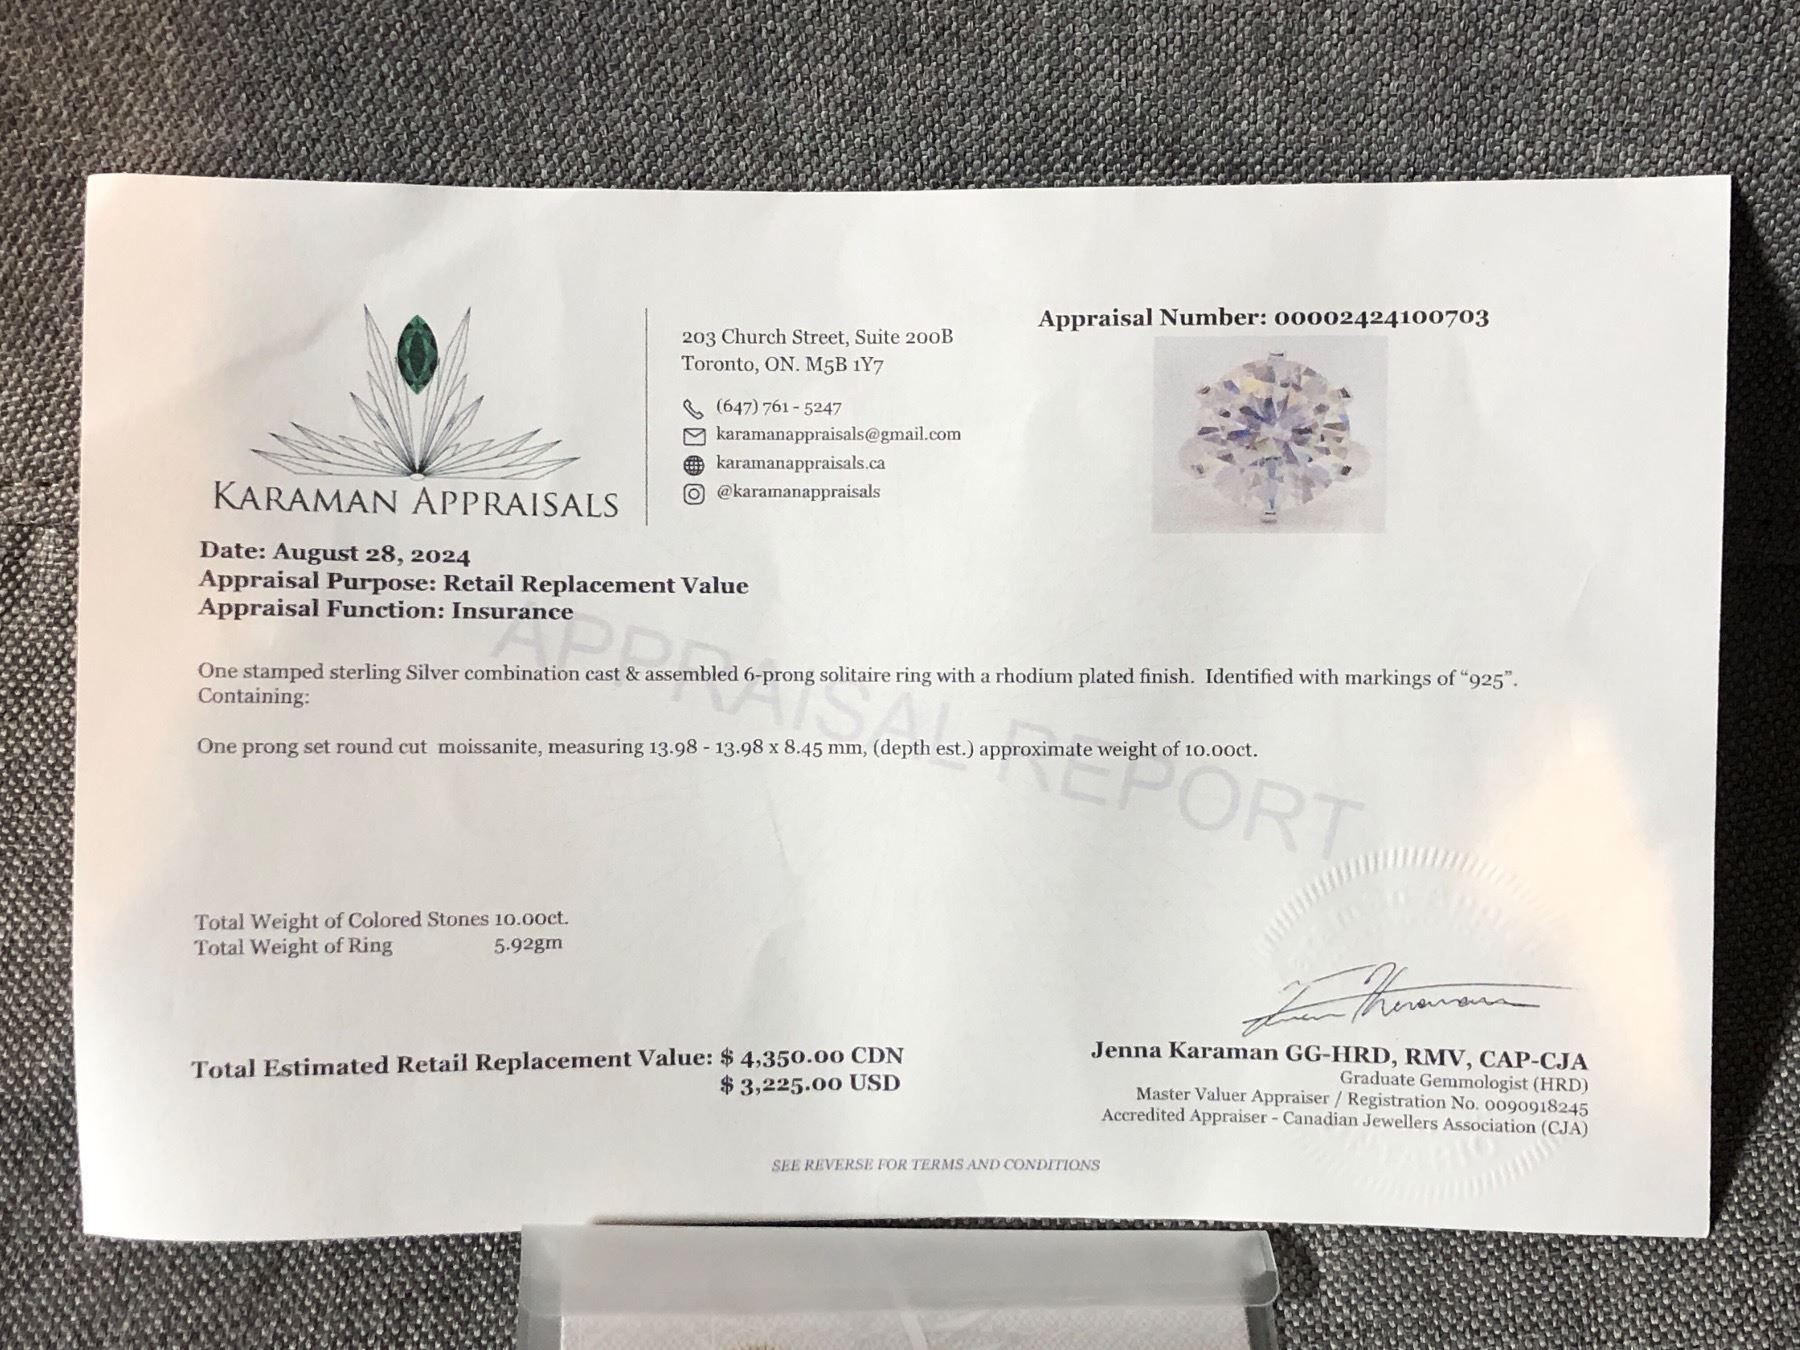 KARAMAN APPRAISALS
203 Church Street, Suite 200B
Toronto, ON. M5B 1Y7
(647) 761 - 5247
karamanappraisals@gmail.com
karamanappraisals.ca
@karamanappraisals
Appraisal Number: 00002424100703
Date: August 28, 2024
Appraisal Purpose: Retail Replacement Value
Appraisal Function: Insurance
APPRAISAL REPORT
One stamped sterling Silver combination cast & assembled 6-prong solitaire ring with a rhodium plated finish. Identified with markings of “925”.
Containing:
One prong set round cut moissanite, measuring 13.98 - 13.98 x 8.45 mm, (depth est.) approximate weight of 10.00ct.
Total Weight of Colored Stones 10.00ct.
Total Weight of Ring 5.92gm
Total Estimated Retail Replacement Value: $ 4,350.00 CDN
$ 3,225.00 USD
Jenna Karaman GG-HRD, RMV, CAP-CJA
Graduate Gemmologist (HRD)
Master Valuer Appraiser / Registration No. 0090918245
Accredited Appraiser - Canadian Jewellers Association (CJA)
SEE REVERSE FOR TERMS AND CONDITIONS